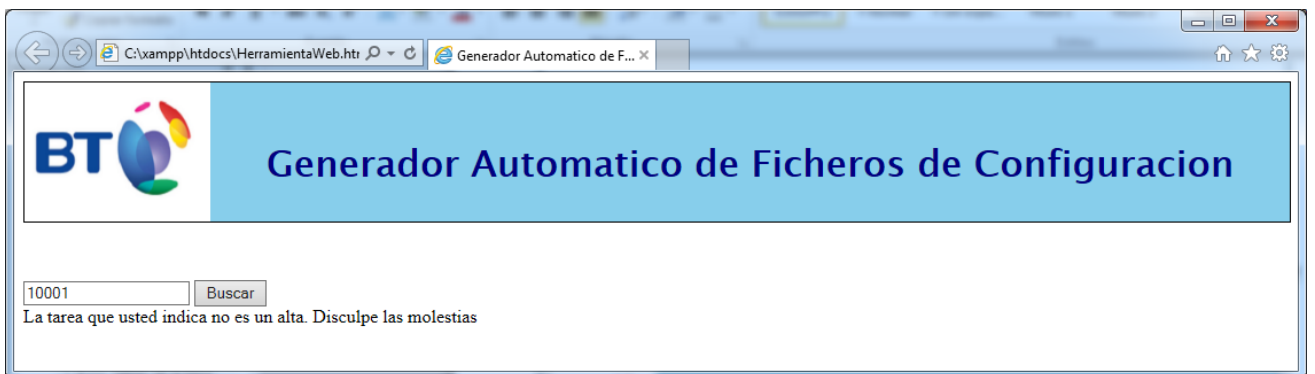 C:\xampp\htdocs\HerramientaWeb.htr
Generador Automatico de F...
BT
Generador Automatico de Ficheros de Configuracion
10001
Buscar
La tarea que usted indica no es un alta. Disculpe las molestias